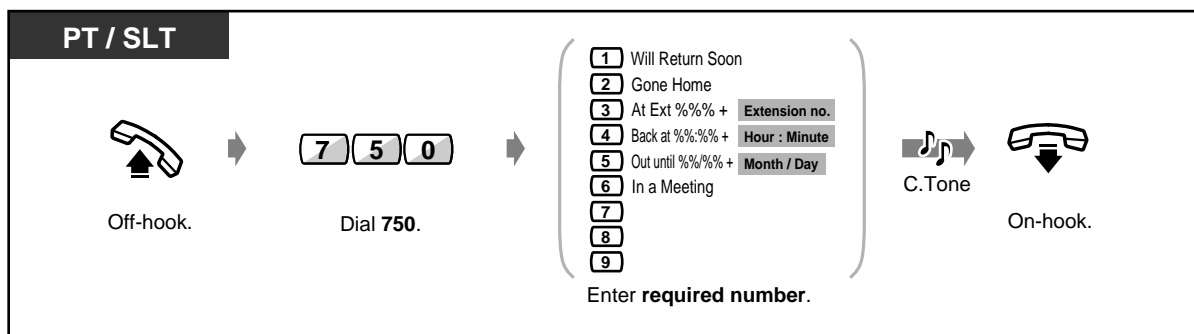 PT / SLT
1 Will Return Soon
2 Gone Home
3 At Ext %%% + Extension no.
4 Back at %%:%% + Hour : Minute
5 Out until %%/%% + Month / Day
6 In a Meeting
7
8
9
7 5 0
C.Tone
Off-hook.
Dial 750.
On-hook.
Enter required number.